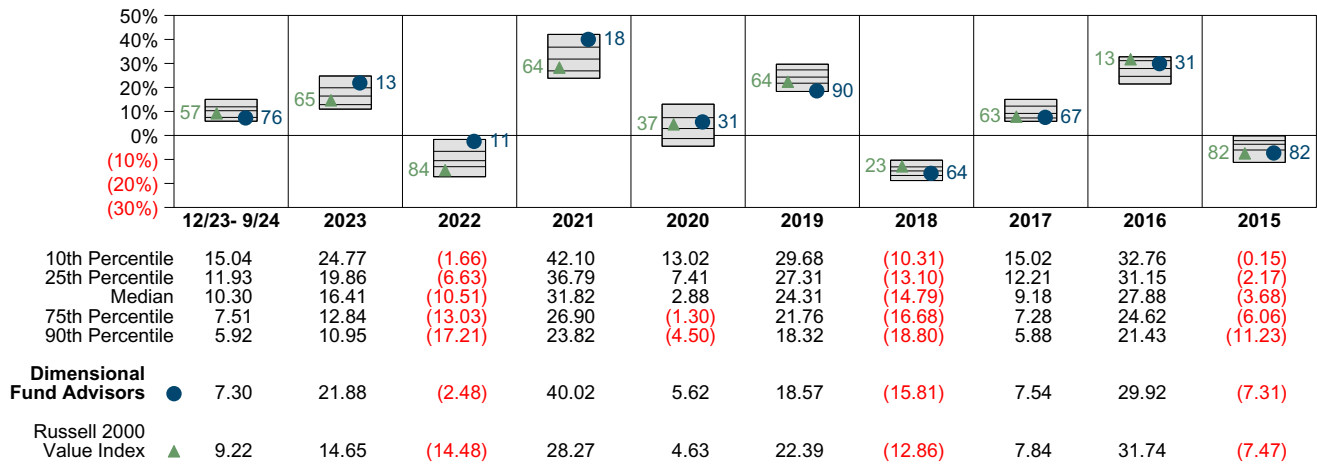 50%
40%
30%
20%
10%
0%
(10%)
(20%)
(30%)
57 76 65 13 84 11 64 18 37 31 64 90 23 64 63 67 13 31 82 82
12/23- 9/24 2023 2022 2021 2020 2019 2018 2017 2016 2015
10th Percentile 15.04 24.77 (1.66) 42.10 13.02 29.68 (10.31) 15.02 32.76 (0.15)
25th Percentile 11.93 19.86 (6.63) 36.79 7.41 27.31 (13.10) 12.21 31.15 (2.17)
Median 10.30 16.41 (10.51) 31.82 2.88 24.31 (14.79) 9.18 27.88 (3.68)
75th Percentile 7.51 12.84 (13.03) 26.90 (1.30) 21.76 (16.68) 7.28 24.62 (6.06)
90th Percentile 5.92 10.95 (17.21) 23.82 (4.50) 18.32 (18.80) 5.88 21.43 (11.23)
Dimensional
Fund Advisors 7.30 21.88 (2.48) 40.02 5.62 18.57 (15.81) 7.54 29.92 (7.31)
Russell 2000
Value Index 9.22 14.65 (14.48) 28.27 4.63 22.39 (12.86) 7.84 31.74 (7.47)